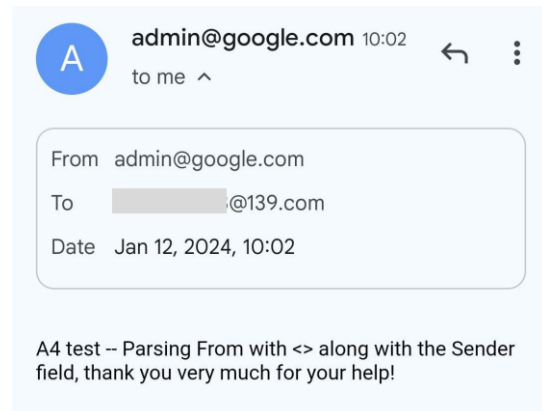 A
admin@google.com 10:02
to me
From admin@google.com
To @139.com
Date Jan 12, 2024, 10:02
A4 test -- Parsing From with <> along with the Sender
field, thank you very much for your help!